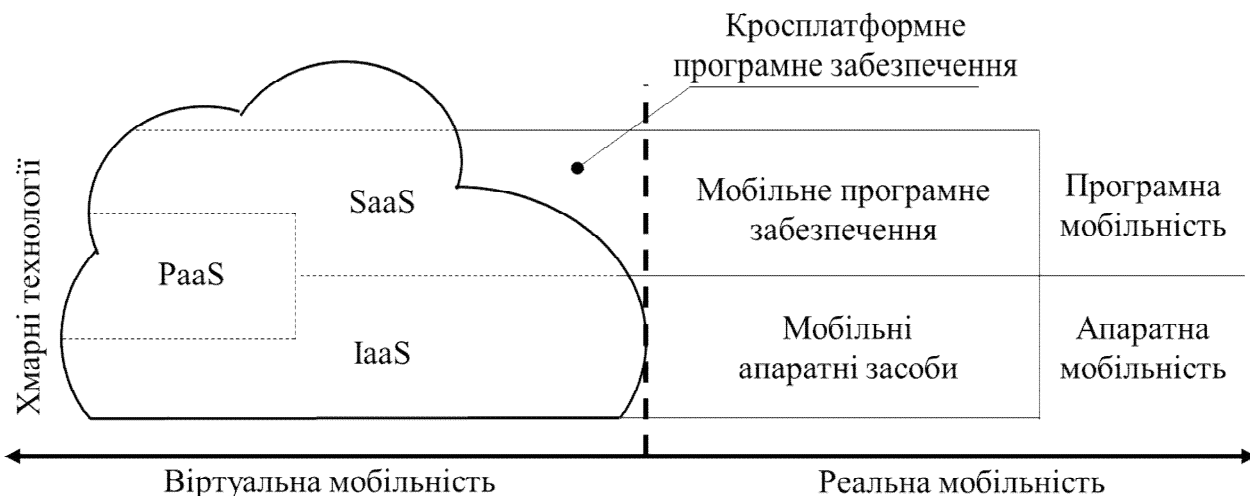 Кросплатформне
програмне забезпечення
Хмарні технології
SaaS
PaaS
IaaS
Мобільне програмне
забезпечення
Програмна
мобільність
Мобільні
апаратні засоби
Апаратна
мобільність
Віртуальна мобільність
Реальна мобільність